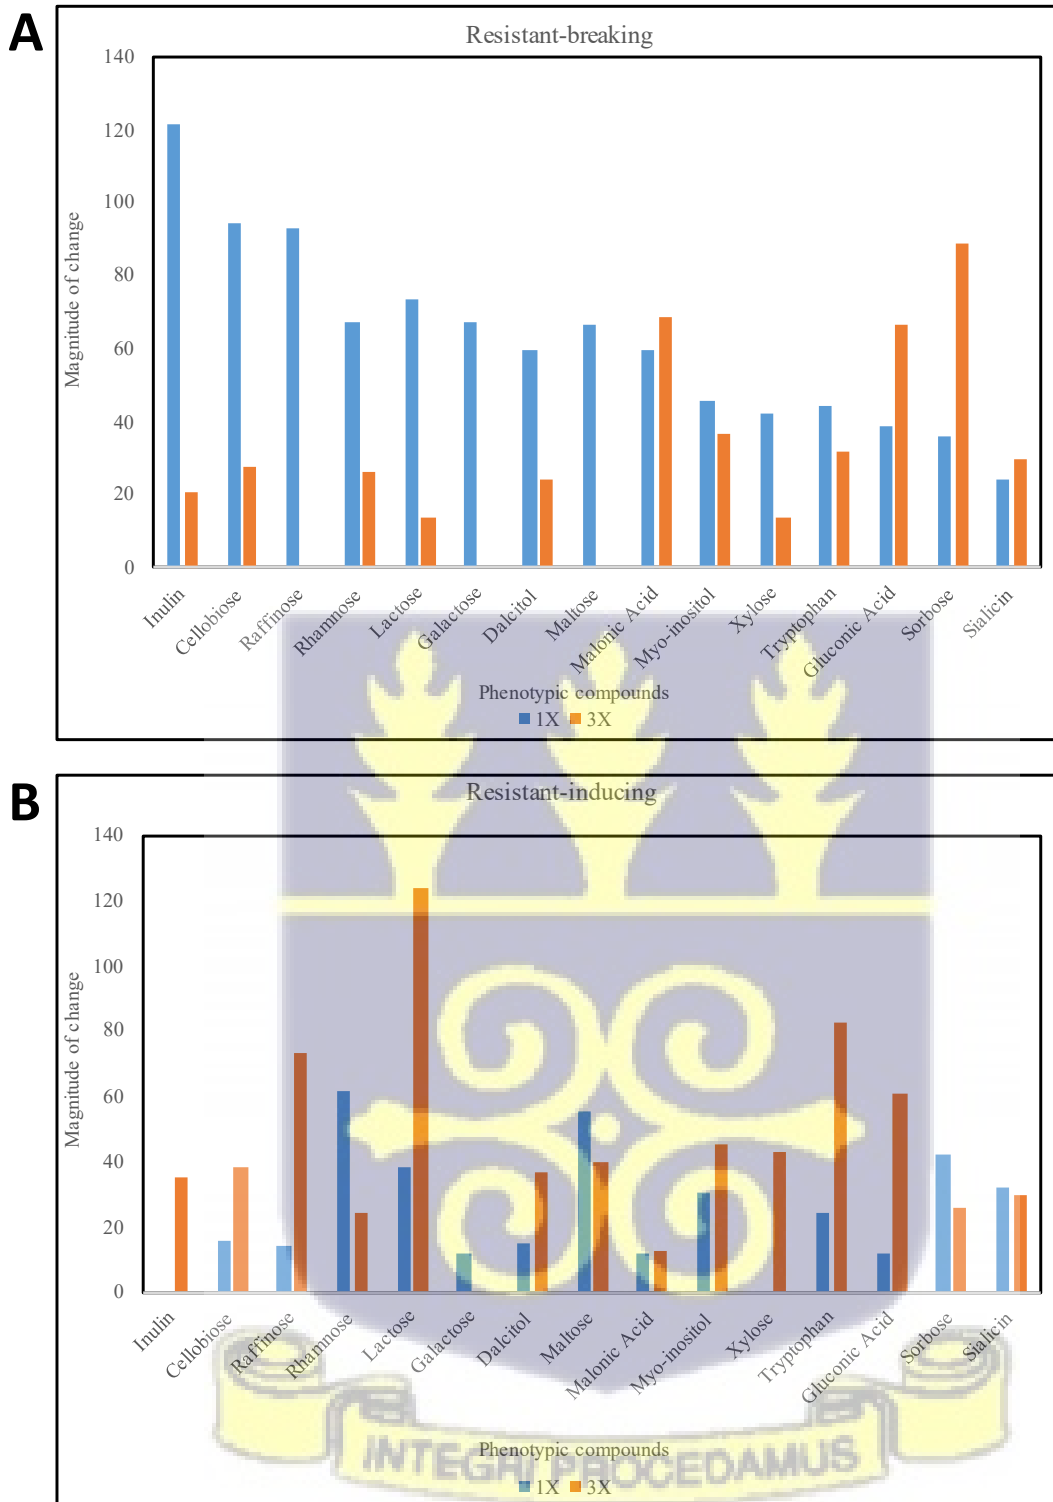 A
Resistant-breaking
140
120
100
80
60
40
20
0
Magnitude of change
Inulin
Cellobiose
Raffinose
Rhamnose
Lactose
Galactose
Dalcitol
Maltose
Malonic Acid
Myo-inositol
Xylose
Tryptophan
Gluconic Acid
Sorbose
Sialicin
Phenotypic compounds
1X 3X
B
Resistant-inducing
140
120
100
80
60
40
20
0
Magnitude of change
Inulin
Cellobiose
Raffinose
Rhamnose
Lactose
Galactose
Dalcitol
Maltose
Malonic Acid
Myo-inositol
Xylose
Tryptophan
Gluconic Acid
Sorbose
Sialicin
Phenotypic compounds
1X 3X
INTEGRI PROCEDAMUS